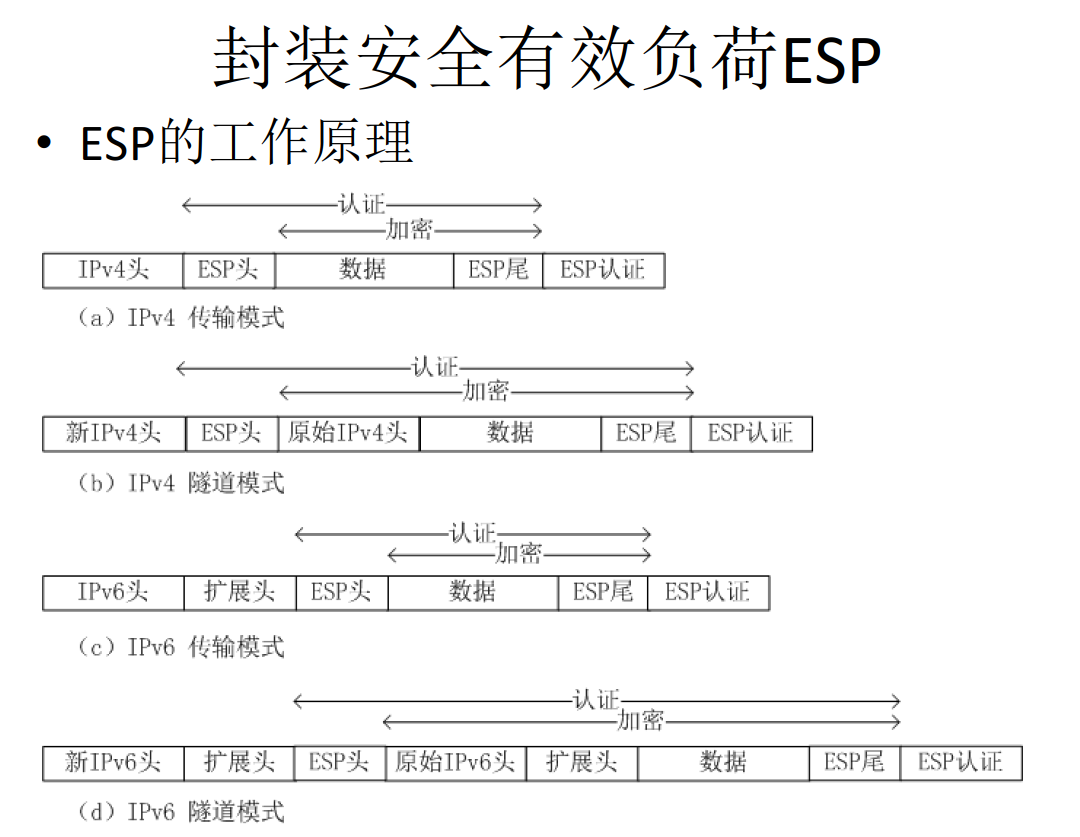 封装安全有效负荷ESP
• ESP的工作原理
认证
加密
IPv4头 ESP头 数据 ESP尾 ESP认证
（a）IPv4 传输模式
认证
加密
新IPv4头 ESP头 原始IPv4头 数据 ESP尾 ESP认证
（b）IPv4 隧道模式
认证
加密
IPv6头 扩展头 ESP头 数据 ESP尾 ESP认证
（c）IPv6 传输模式
认证
加密
新IPv6头 扩展头 ESP头 原始IPv6头 扩展头 数据 ESP尾 ESP认证
（d）IPv6 隧道模式